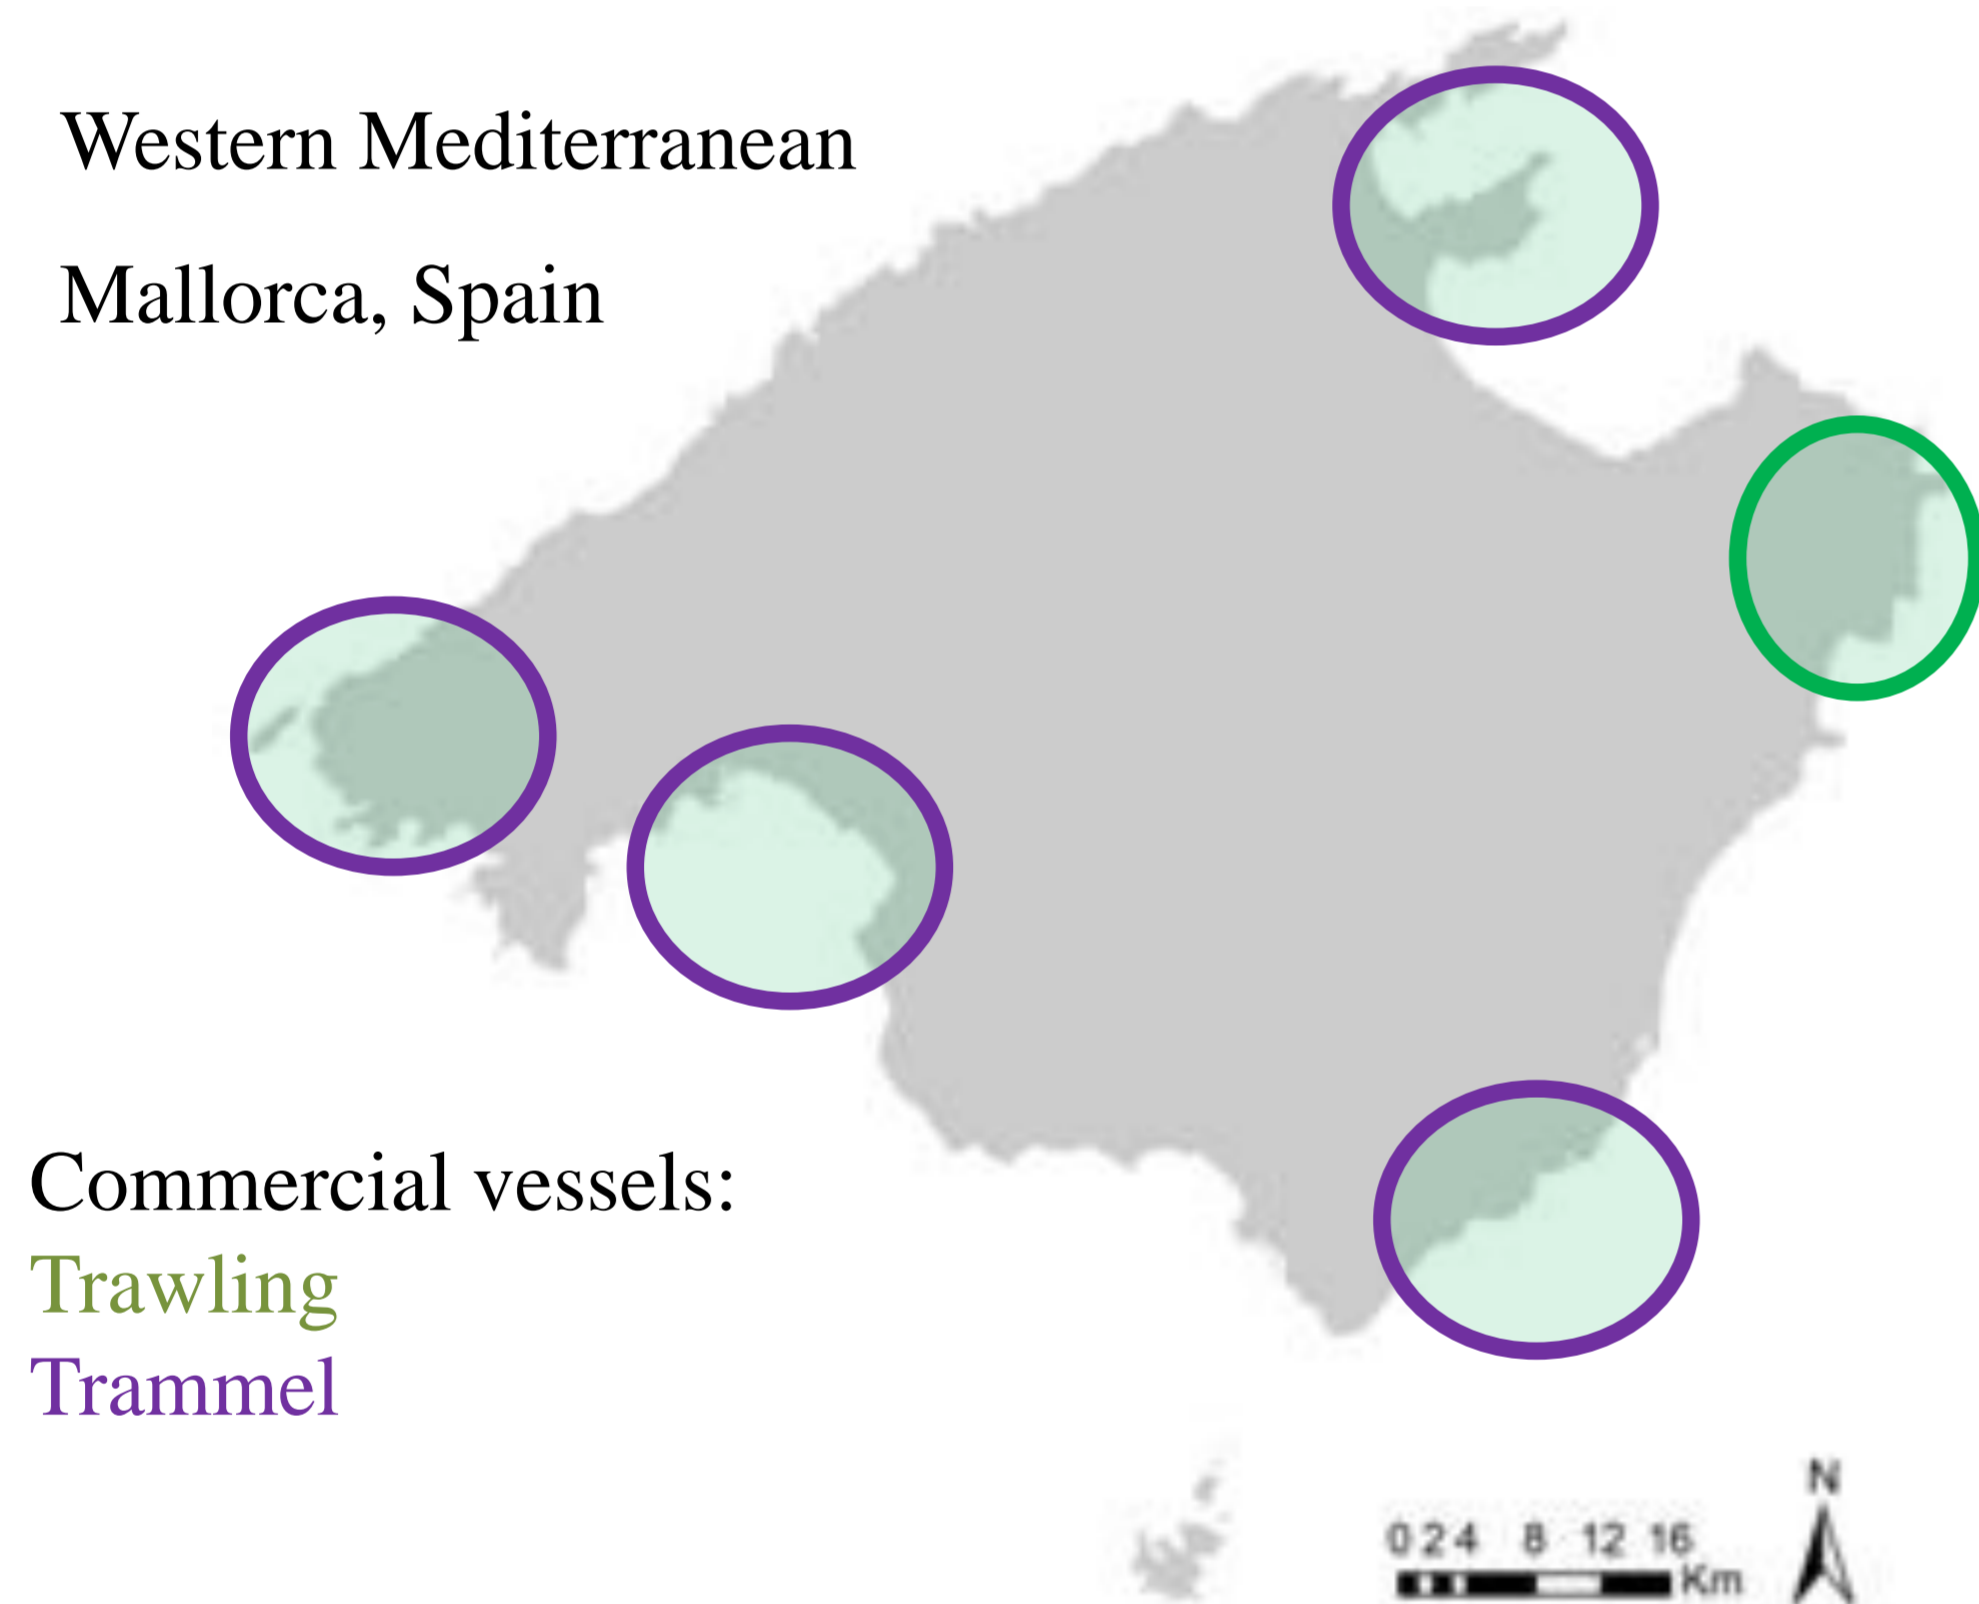 Western Mediterranean
Mallorca, Spain
Commercial vessels:
Trawling
Trammel
N
0 2 4 8 12 16
Km